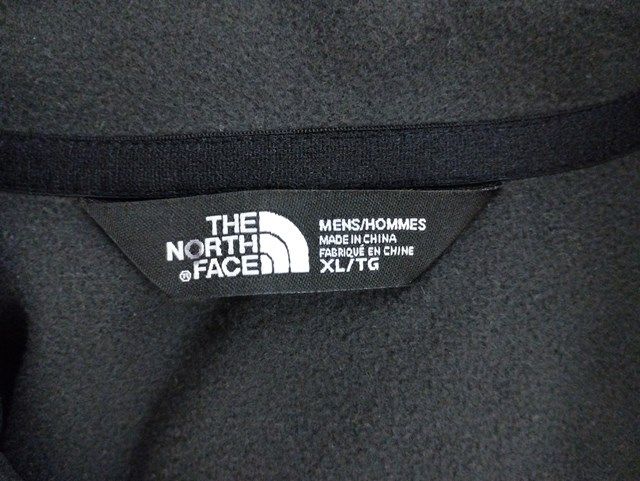 THE
NORTH
® FACE
MENS/HOMMES
MADE IN CHINA
FABRIQUÉ EN CHINE
XL/TG